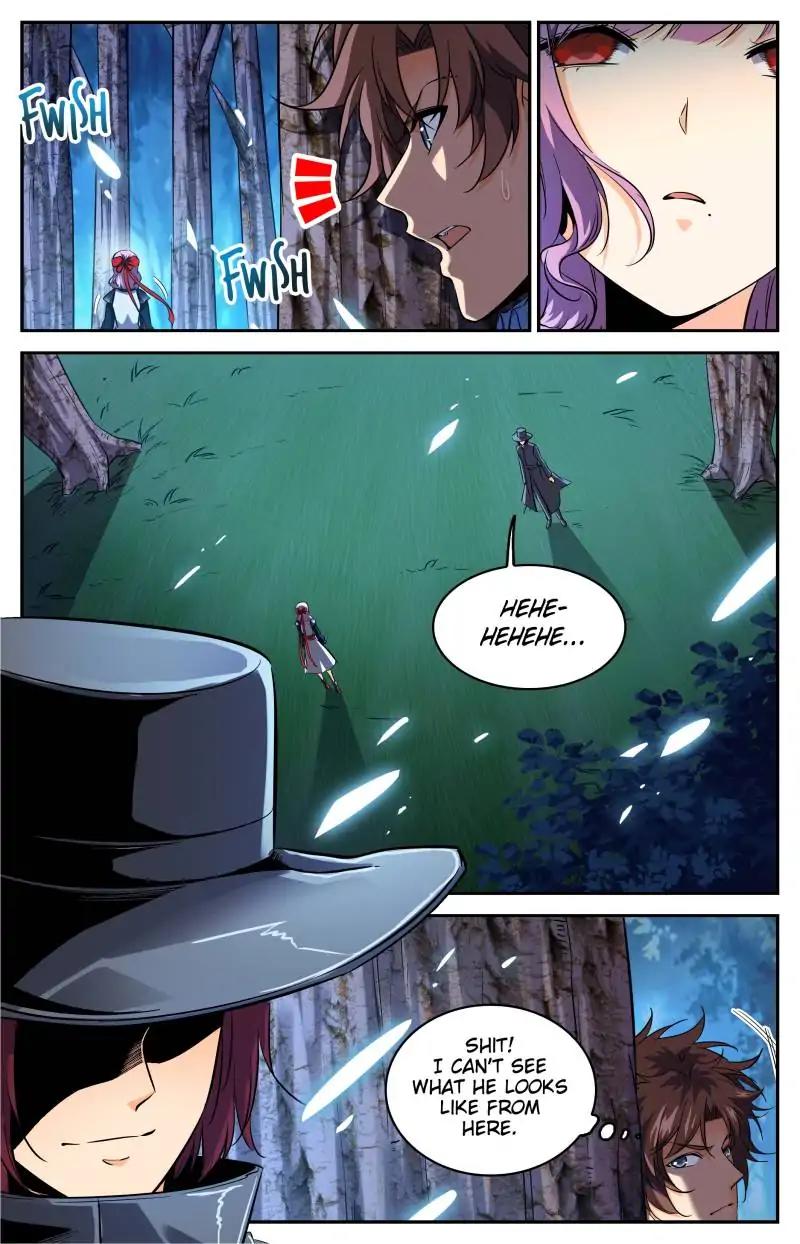 FWISH
FWISH
HEHE-
HEHEHE...
SHIT!
I CAN'T SEE
WHAT HE LOOKS
LIKE FROM
HERE.